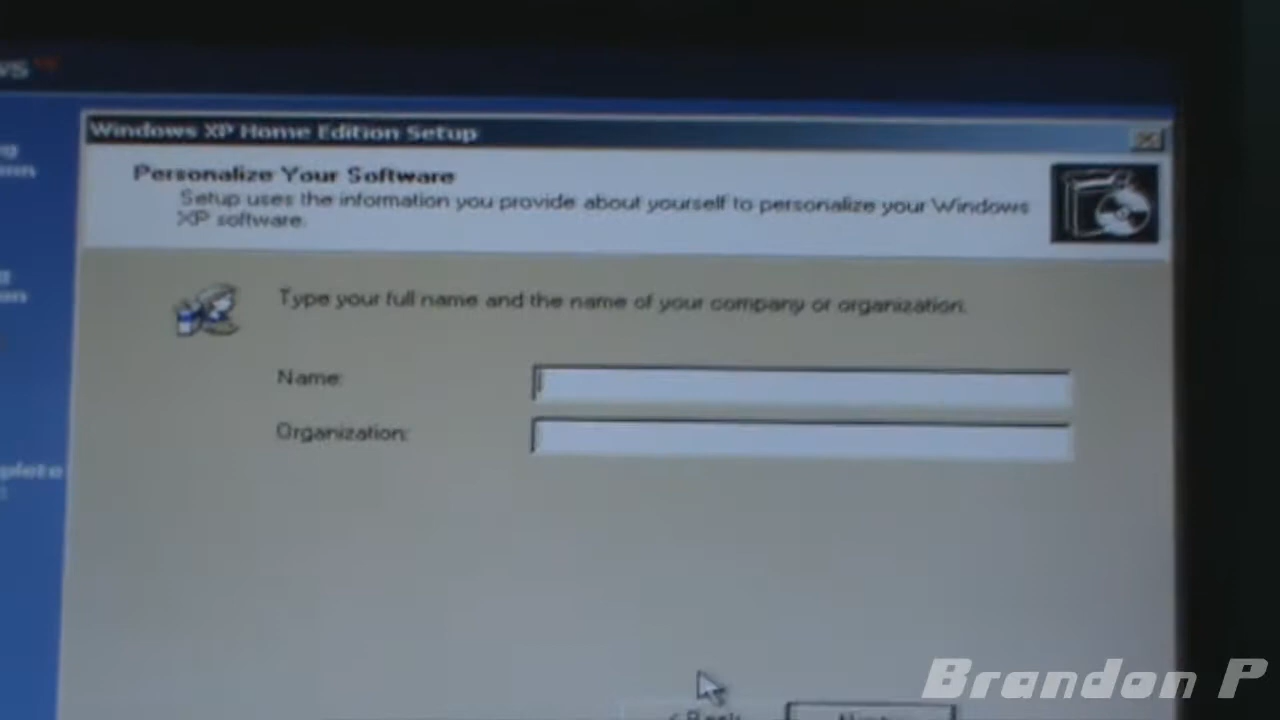 Windows XP Home Edition Setup
Personalize Your Software
Setup uses the information you provide about yourself to personalize your Windows
XP software.
Type your full name and the name of your company or organization.
Name:
Organization:
< Back
Brandon P